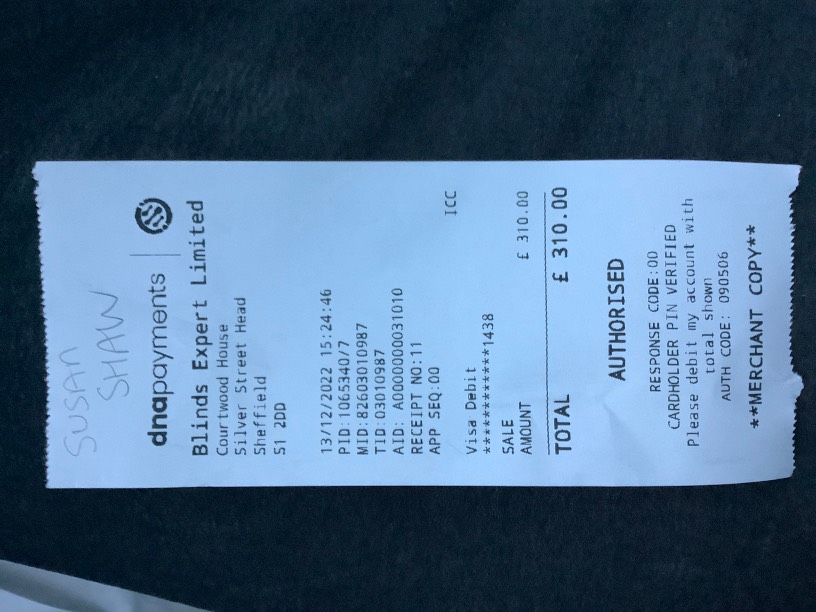 SUSAN
SHAW
dnapayments
Blinds Expert Limited
Courtwood House
Silver Street Head
Sheffield
S1 2DD
13/12/2022 15:24:46
PID:1065340/7
MID:82603010987
TID:03010987
AID: A0000000031010
RECEIPT NO:11
APP SEQ:00
ICC
Visa Debit
************1438
SALE
AMOUNT £ 310.00
TOTAL £ 310.00
AUTHORISED
RESPONSE CODE:00
CARDHOLDER PIN VERIFIED
Please debit my account with
total shown
AUTH CODE: 090506
**MERCHANT COPY**